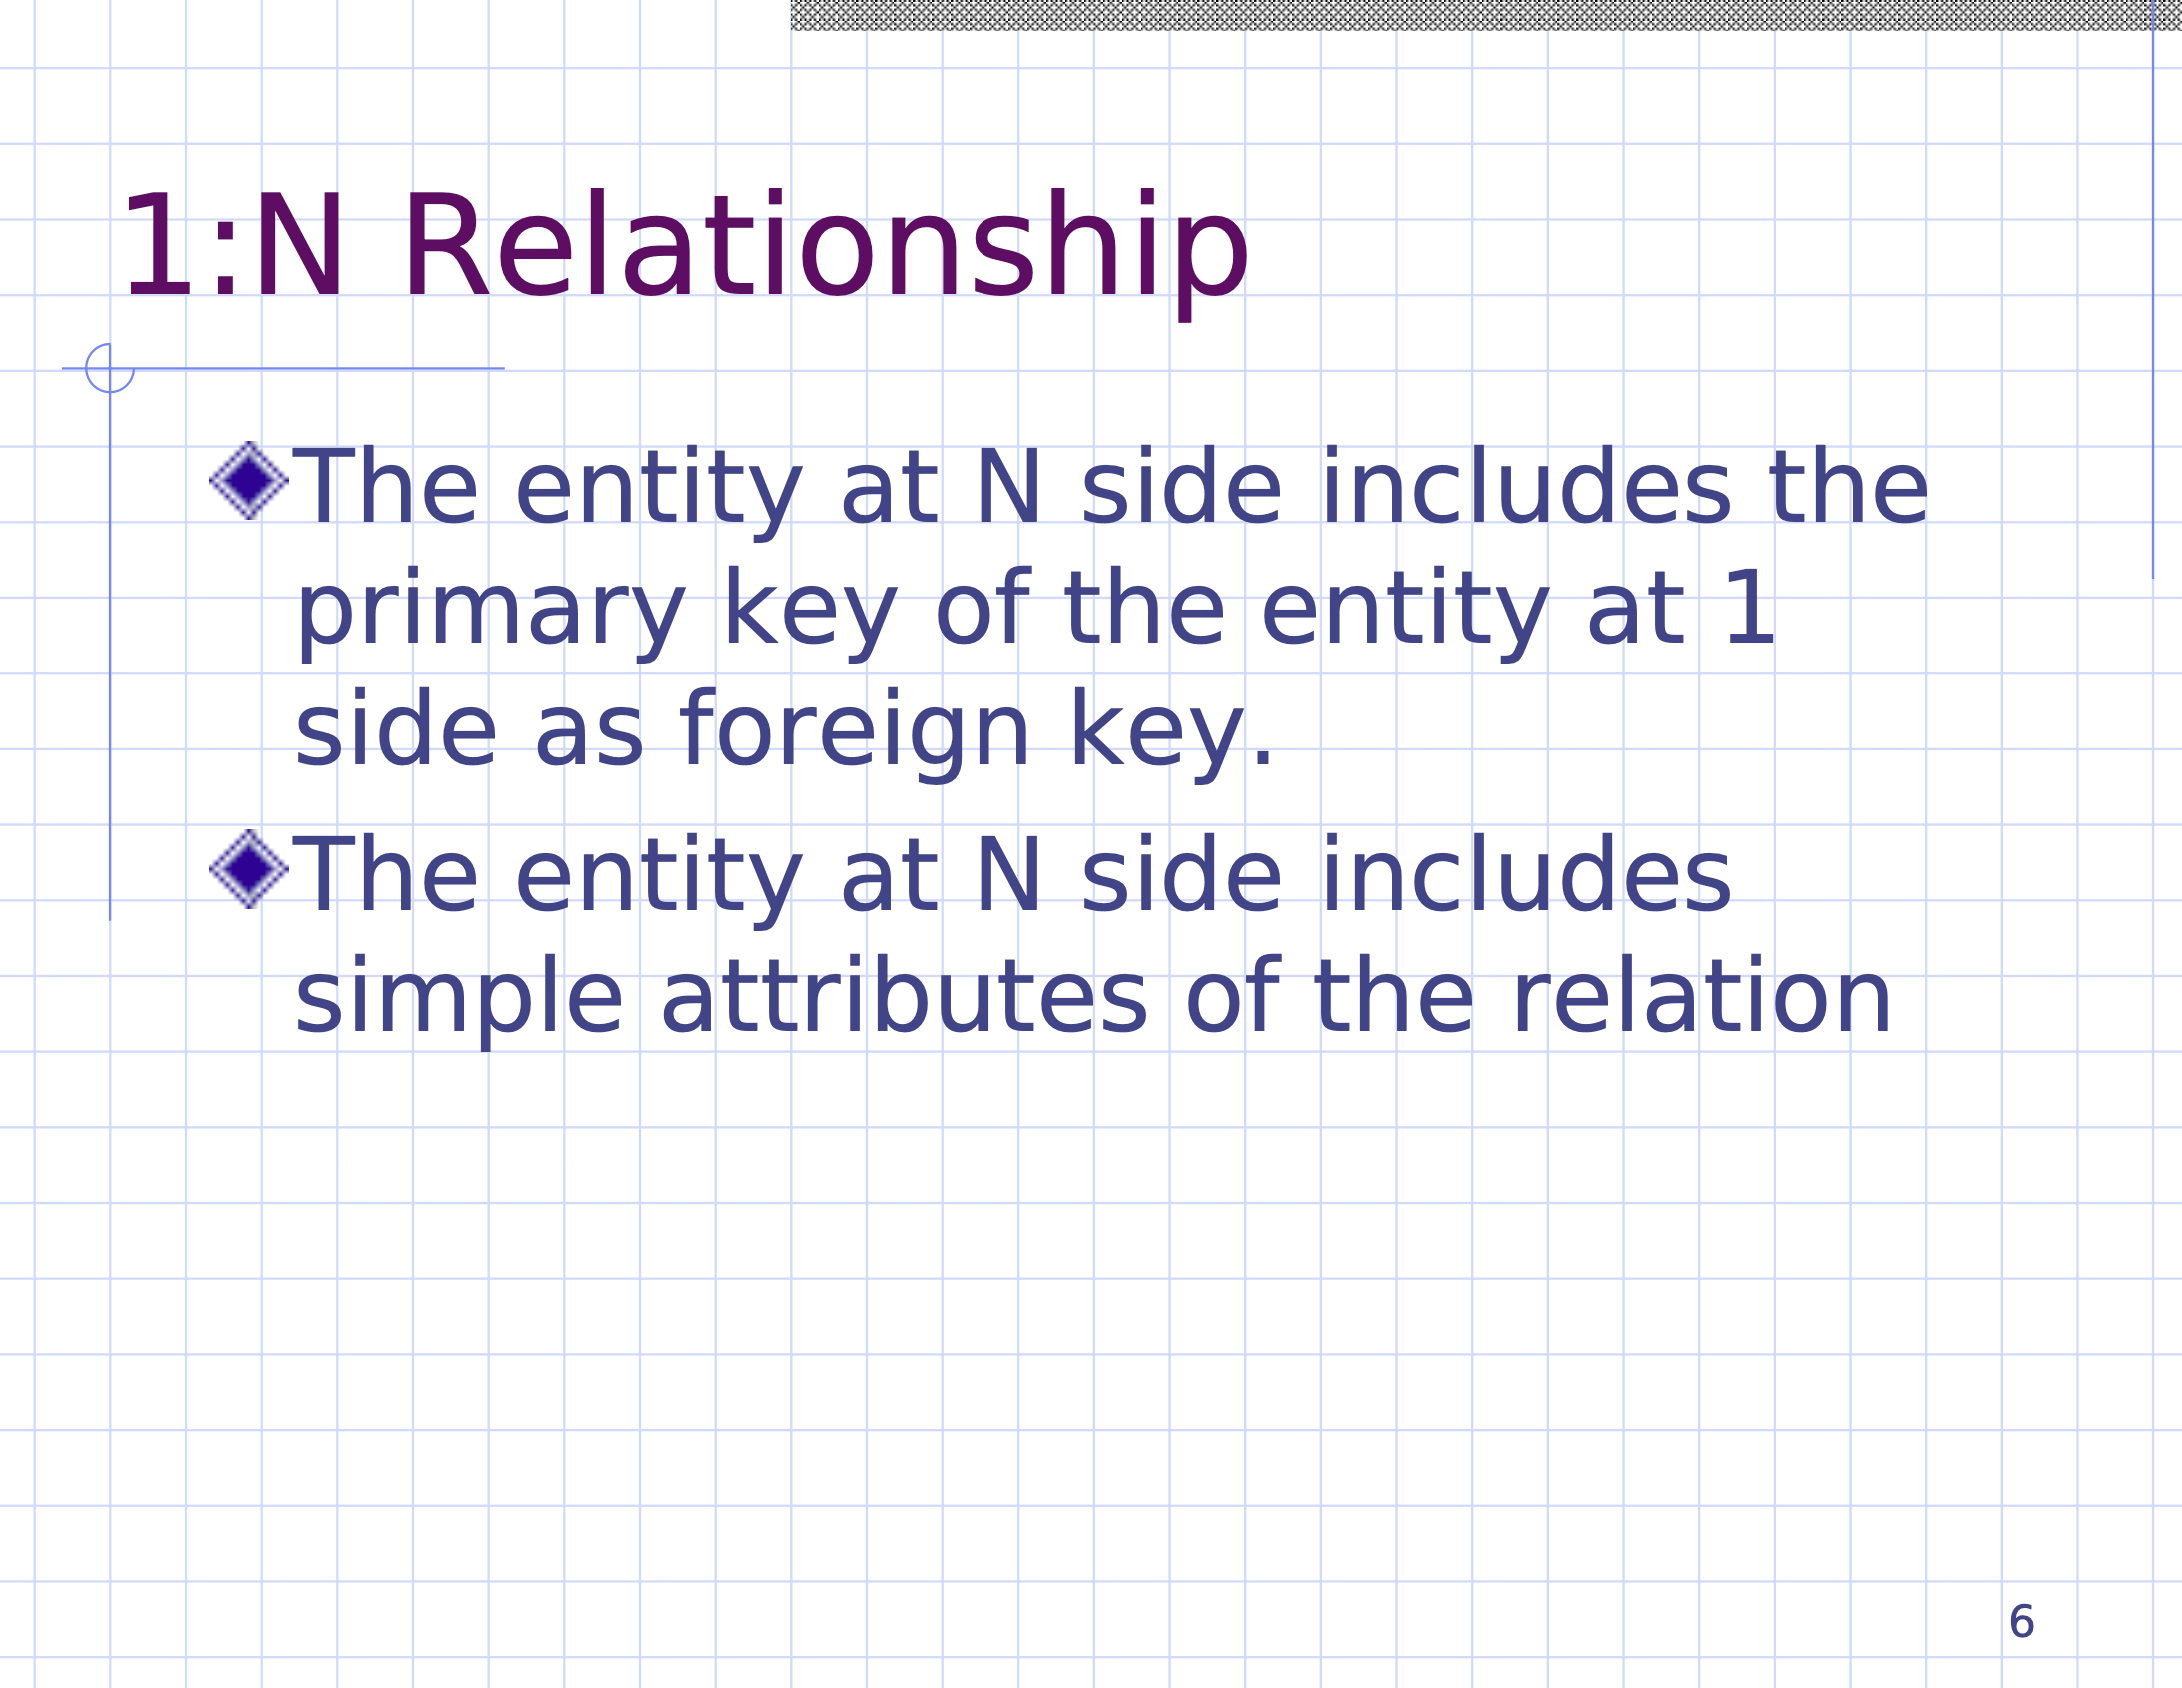 1:N Relationship
The entity at N side includes the
primary key of the entity at 1
side as foreign key.
The entity at N side includes
simple attributes of the relation
6